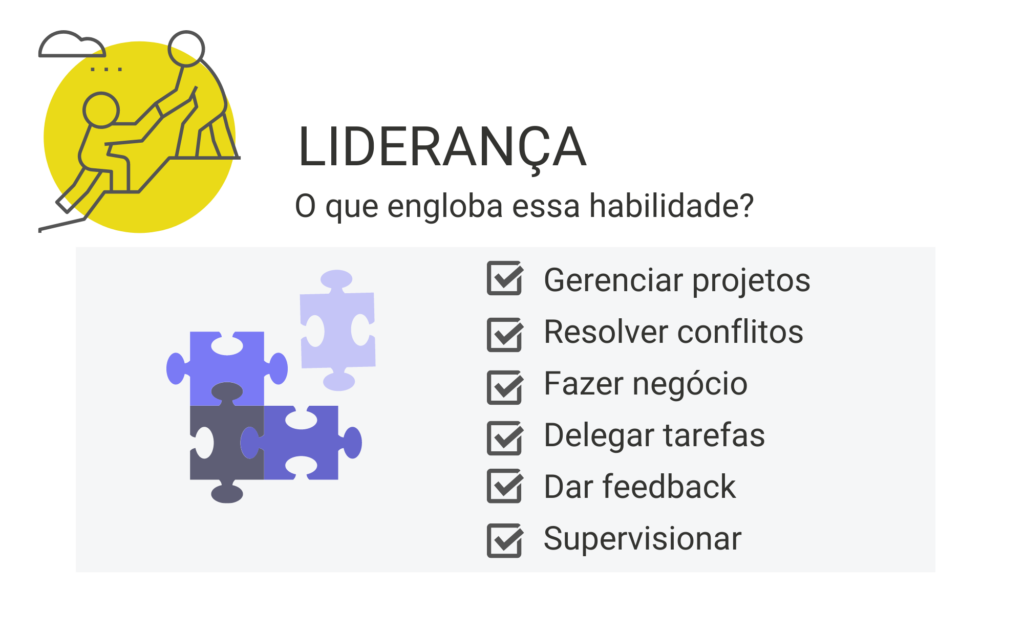 LIDERANÇA
O que engloba essa habilidade?
Gerenciar projetos
Resolver conflitos
Fazer negócio
Delegar tarefas
Dar feedback
Supervisionar